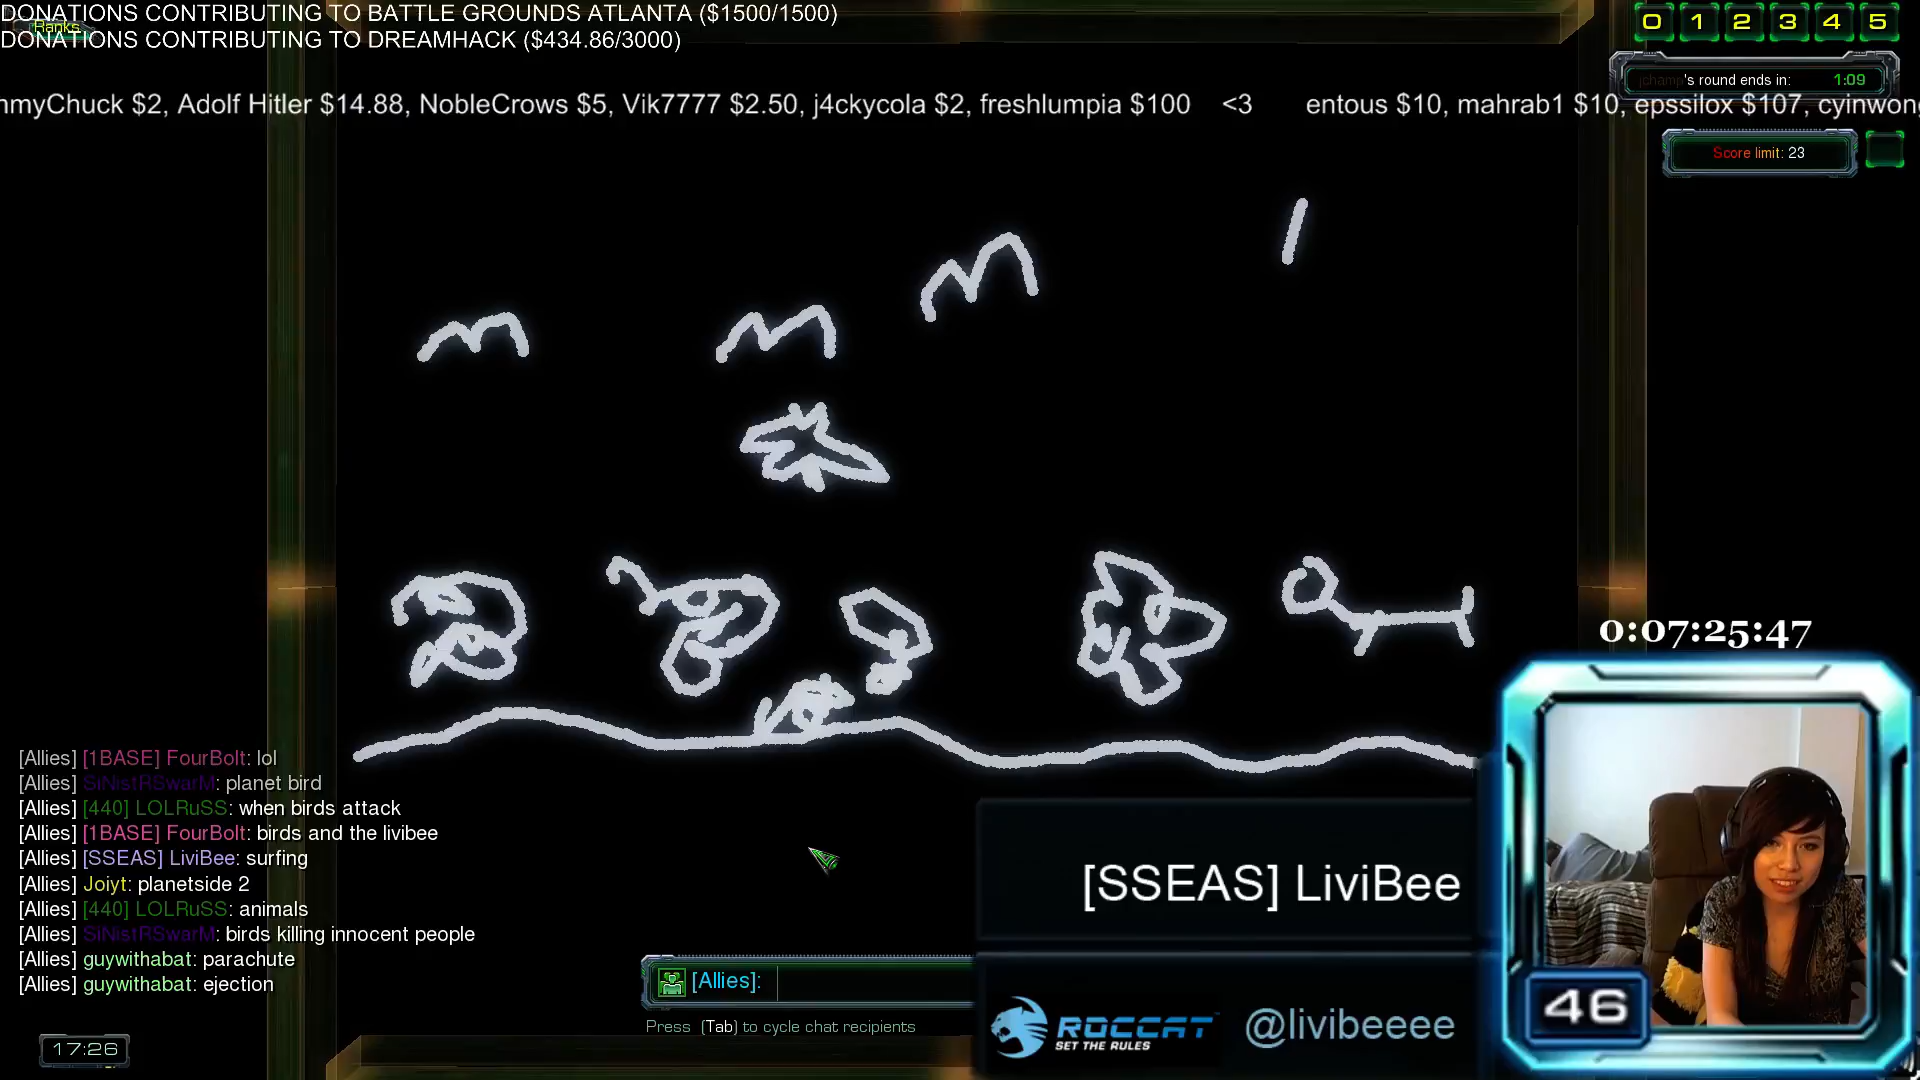 DONATIONS CONTRIBUTING TO BATTLE GROUNDS ATLANTA ($1500/1500)
Ranks
DONATIONS CONTRIBUTING TO DREAMHACK ($434.86/3000)
0 1 2 3 4 5
jchamp's round ends in: 1:09
mmyChuck $2, Adolf Hitler $14.88, NobleCrows $5, Vik7777 $2.50, j4ckycola $2, freshlumpia $100 <3 entous $10, mahrab1 $10, epssilox $107, cyinwong
Score limit: 23
0:07:25:47
[Allies] [1BASE] FourBolt: lol
[Allies] SiNistRSwarM: planet bird
[Allies] [440] LOLRuSS: when birds attack
[Allies] [1BASE] FourBolt: birds and the livibee
[Allies] [SSEAS] LiviBee: surfing
[Allies] Joiyt: planetside 2
[Allies] [440] LOLRuSS: animals
[Allies] SiNistRSwarM: birds killing innocent people
[Allies] guywithabat: parachute
[Allies] guywithabat: ejection
[SSEAS] LiviBee
[Allies]:
Press (Tab) to cycle chat recipients
ROCCAT
SET THE RULES
@livibeeee
46
17:26